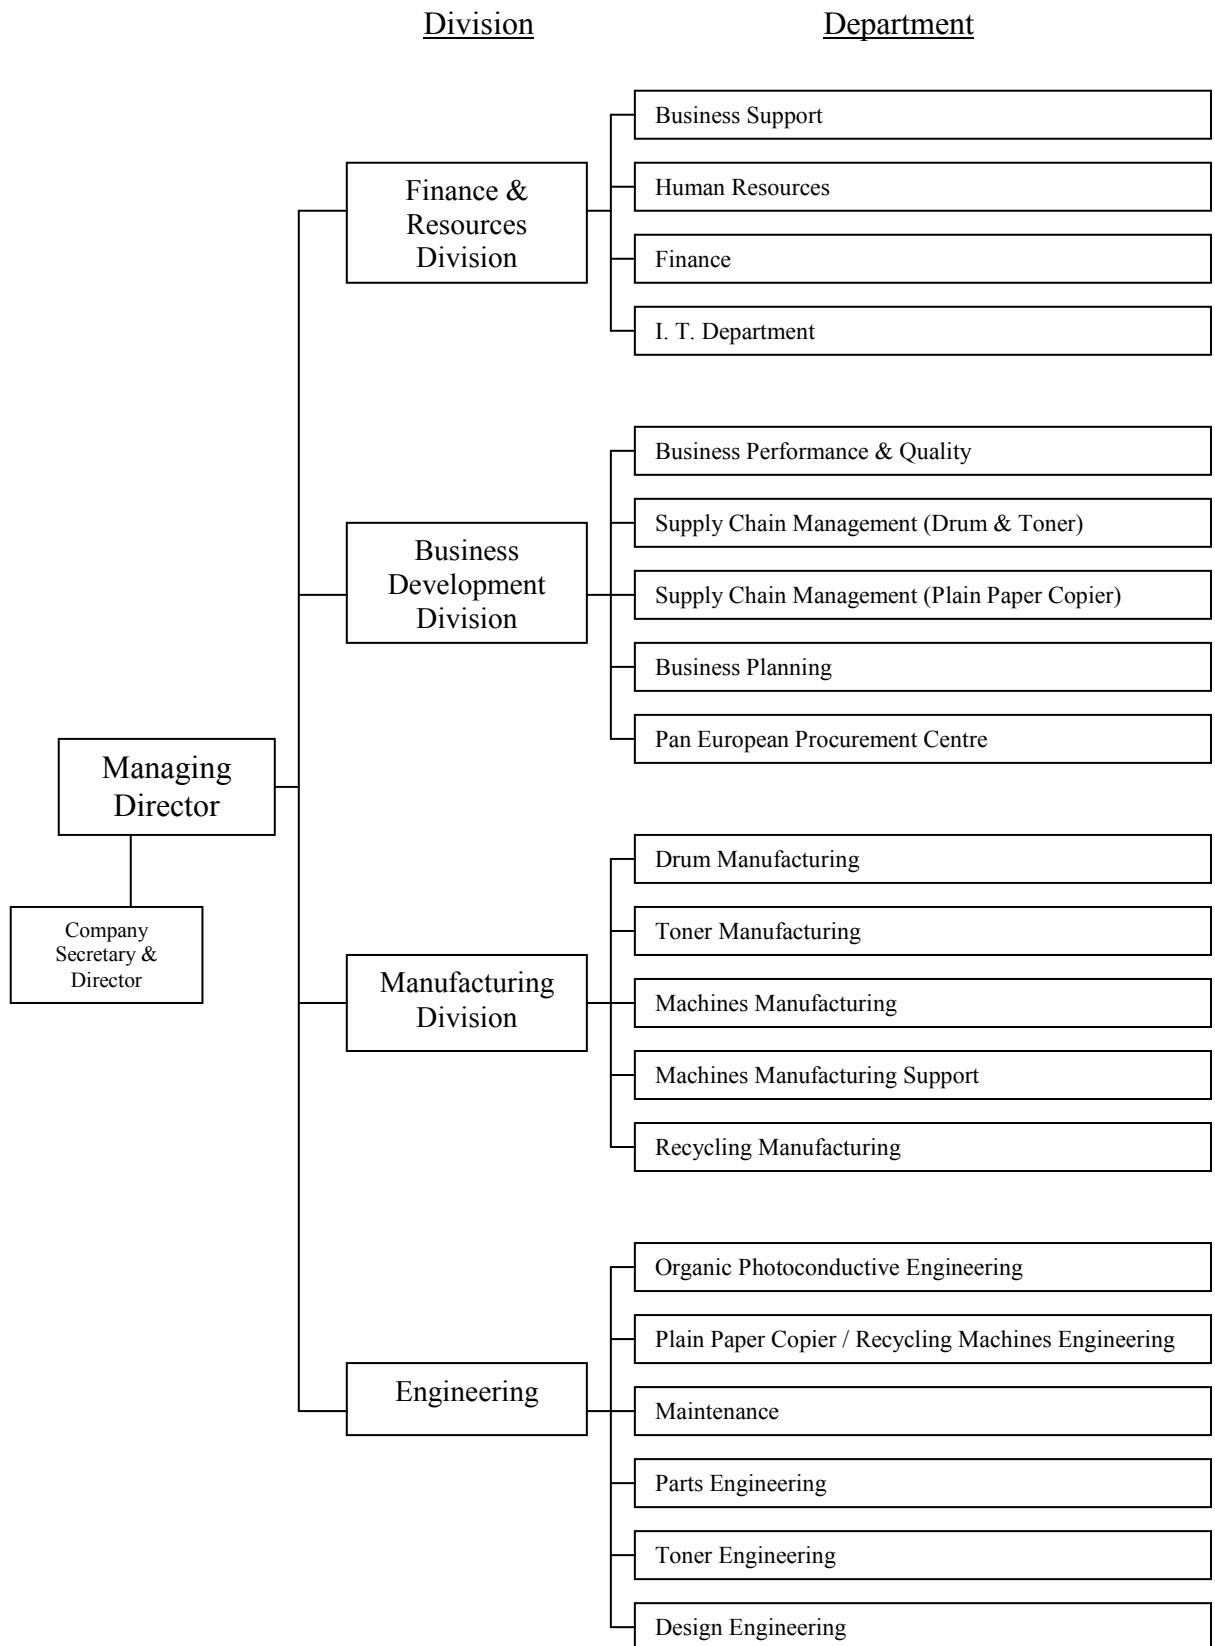 Division
Department
Business Support
Finance &
Resources
Division
Human Resources
Finance
I. T. Department
Business Performance & Quality
Supply Chain Management (Drum & Toner)
Business
Development
Division
Supply Chain Management (Plain Paper Copier)
Business Planning
Pan European Procurement Centre
Managing
Director
Company
Secretary &
Director
Drum Manufacturing
Toner Manufacturing
Manufacturing
Division
Machines Manufacturing
Machines Manufacturing Support
Recycling Manufacturing
Organic Photoconductive Engineering
Plain Paper Copier / Recycling Machines Engineering
Engineering
Maintenance
Parts Engineering
Toner Engineering
Design Engineering